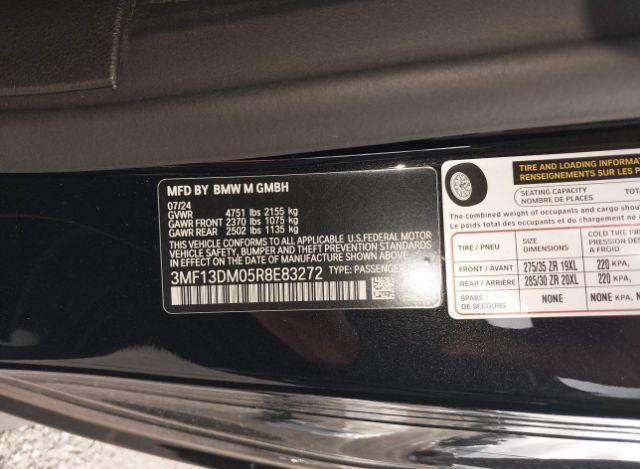 MFD BY BMW M GMBH
07/24
GVWR 4751 lbs 2155 kg
GAWR FRONT 2370 lbs 1075 kg
GAWR REAR 2502 lbs 1135 kg
THIS CAR CONFORMS TO ALL APPLICABLE U.S.FEDERAL MOTOR
VEHICLE SAFETY, BUMPER AND THEFT PREVENTION STANDARDS
IN EFFECT ON THE DATE OF MANUFACTURE SHOWN ABOVE.
3MF13DM05R8E83272 TYPE: PASSENGER
TIRE AND LOADING INFORMAT
RENSEIGNEMENTS SUR LES P
SEATING CAPACITY TOT
NOMBRE DE PLACES
The combined weight of occupants and cargo shou
Le poids total des occupants et du chargement ne
TIRE / PNEU SIZE DIMENSIONS COLD TIRE PRESSION DE À FROID
FRONT / AVANT 275/35 ZR 19XL 220 KPA,
REAR / ARRIÈRE 285/30 ZR 20XL 220 KPA,
SPARE DE SECOURS NONE NONE KPA, N